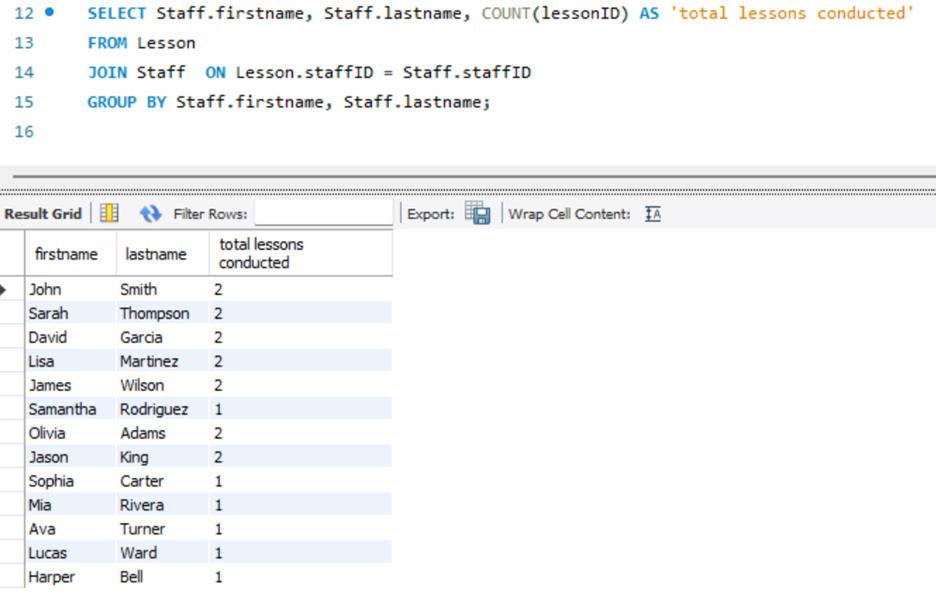 12 SELECT Staff.firstname, Staff.lastname, COUNT(lessonID) AS 'total lessons conducted'
13 FROM Lesson
14 JOIN Staff  ON Lesson.staffID = Staff.staffID
15 GROUP BY Staff.firstname, Staff.lastname;
16
Result Grid Filter Rows: Export: Wrap Cell Content: IA
firstname lastname total lessons conducted
John Smith 2
Sarah Thompson 2
David Garcia 2
Lisa Martinez 2
James Wilson 2
Samantha Rodriguez 1
Olivia Adams 2
Jason King 2
Sophia Carter 1
Mia Rivera 1
Ava Turner 1
Lucas Ward 1
Harper Bell 1